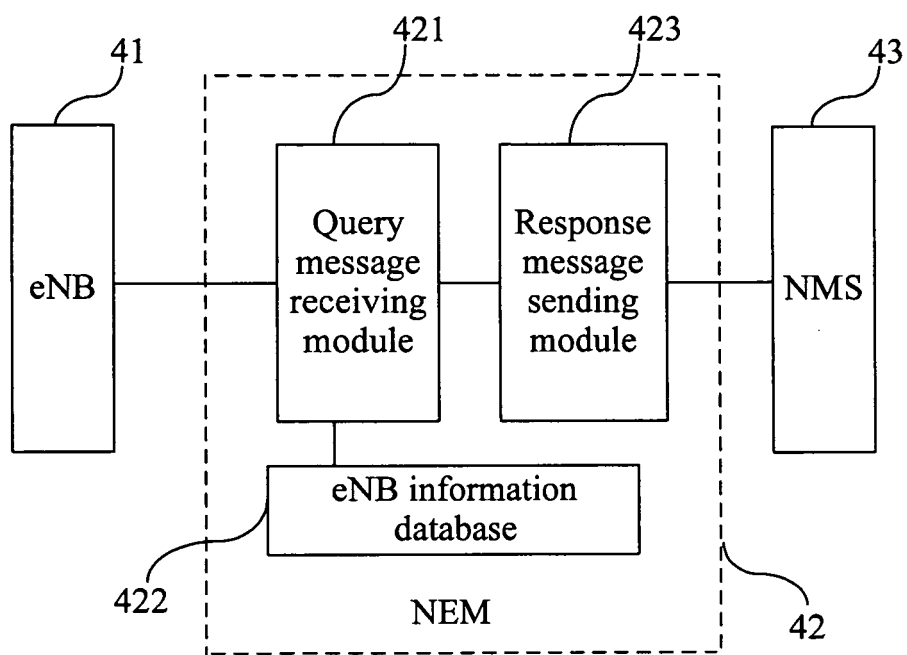 41
421
423
43
eNB
Query
message
receiving
module
Response
message
sending
module
NMS
eNB information
database
422
NEM
42